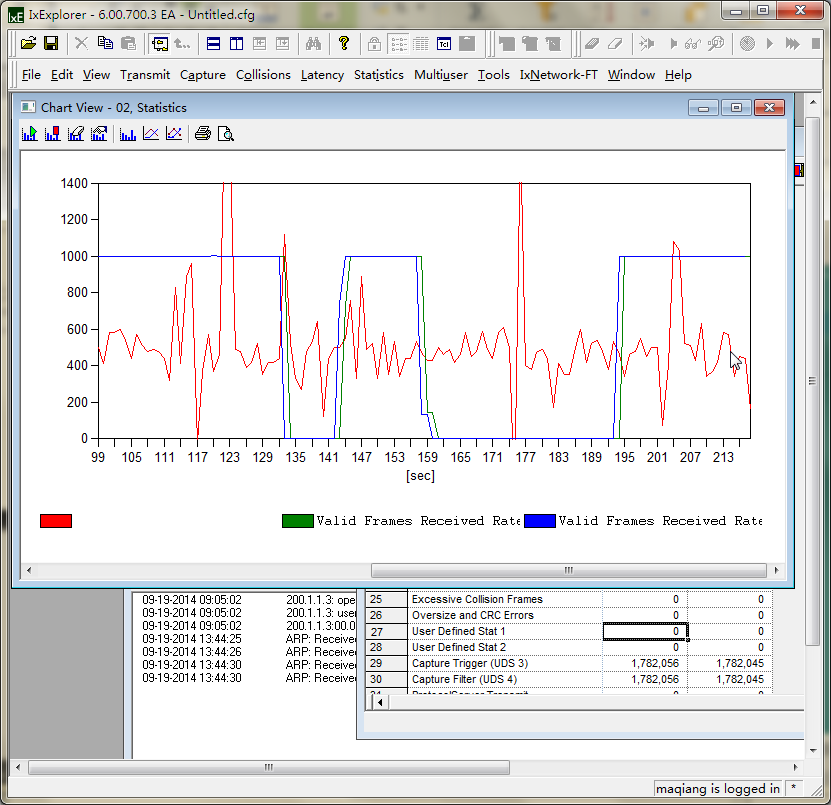 IxExplorer - 6.00.700.3 EA - Untitled.cfg
File Edit View Transmit Capture Collisions Latency Statistics Multiuser Tools IxNetwork-FT Window Help
Chart View - 02, Statistics
1400
1200
1000
800
600
400
200
0
99 105 111 117 123 129 135 141 147 153 159 165 171 177 183 189 195 201 207 213
[sec]
Valid Frames Received Rate Valid Frames Received Rate
09-19-2014 09:05:02 200.1.1.3: ope
09-19-2014 09:05:02 200.1.1.3: user
09-19-2014 09:05:02 200.1.1.3:00.0
09-19-2014 13:44:25 ARP: Received
09-19-2014 13:44:26 ARP: Received
09-19-2014 13:44:30 ARP: Received
09-19-2014 13:44:30 ARP: Received
25 Excessive Collision Frames 0 0
26 Oversize and CRC Errors 0 0
27 User Defined Stat 1 0 0
28 User Defined Stat 2 0 0
29 Capture Trigger (UDS 3) 1,782,056 1,782,045
30 Capture Filter (UDS 4) 1,782,056 1,782,045
31 ProtocolServer Transmit 0 0
maqiang is logged in *